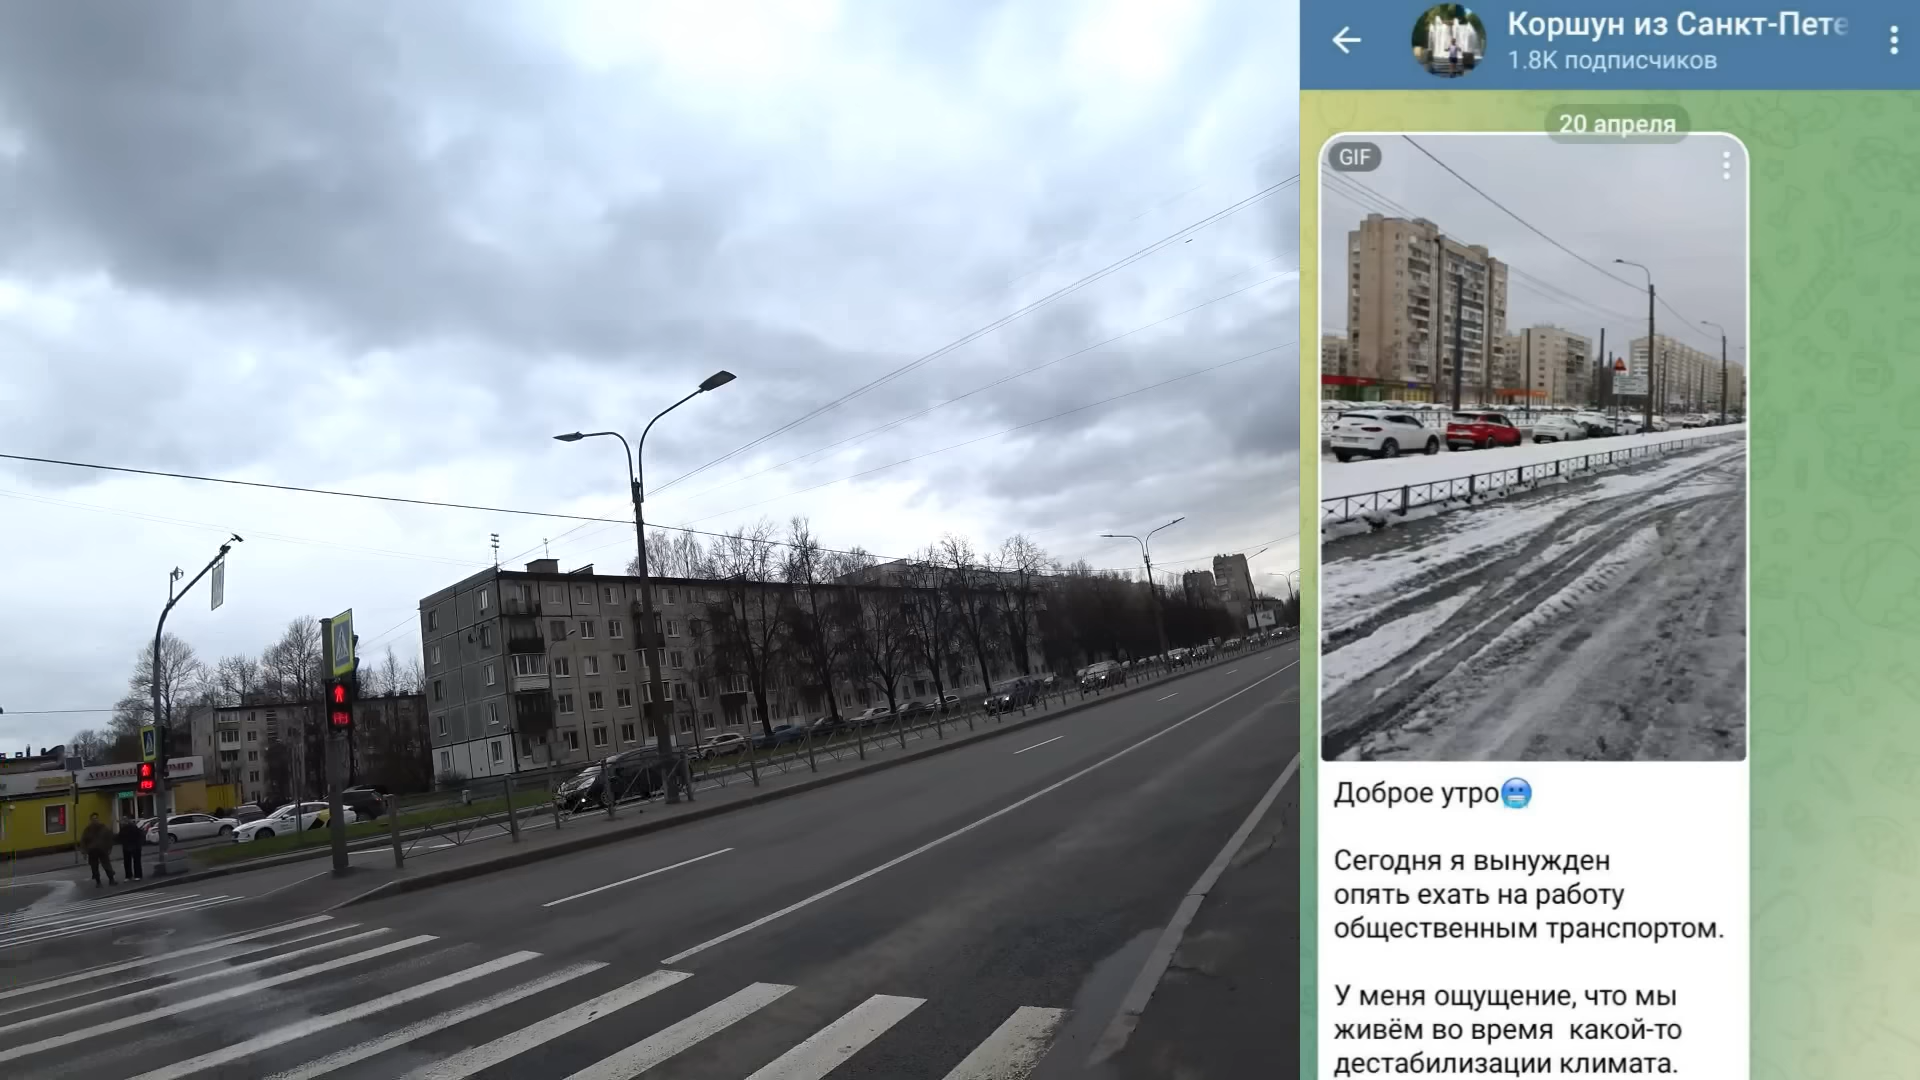 Коршун из Санкт-Пете
1.8K подписчиков
20 апреля
GIF
Доброе утро🥶
Сегодня я вынужден
опять ехать на работу
общественным транспортом.
У меня ощущение, что мы
живём во время какой-то
дестабилизации климата.